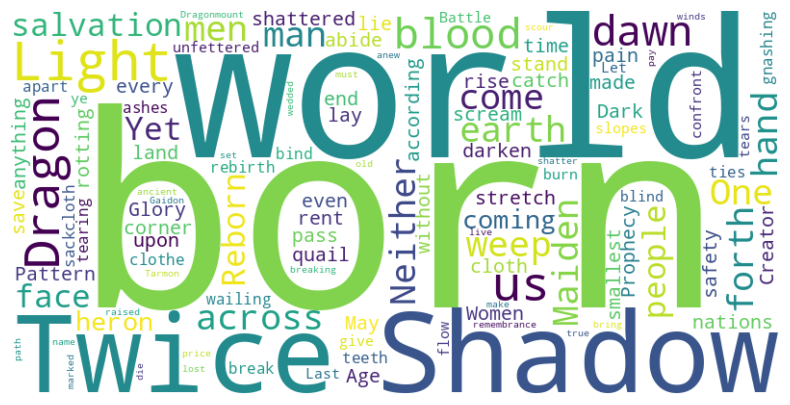 Dragonmount
shattered
Battle
scour
winds
salvation
men
man
lie
blood
dawn
unfettered
abide
anew
Light
world
time
stand
pain
Let
pay
gnashing
apart
ye
every
must
wedded
end
rise
catch
made
Dark
confront
hand
ashes
scream
come
slopes
Dragon
Yet
lay
according
earth
tears
anything
rotting
land
bind
darken
shatter
save
rebirth
set
old
burn
ties
sackcloth
tearing
ancient
Gaidon
born
stretch
live
blind
One
Glory
even
Neither
without
coming
Maiden
people
Prophecy
safety
Creator
forth
corner
upon
Reborn
rent
pass
weep
smallest
clothe
quail
cloth
Pattern
Tarmon
breaking
us
face
wailing
raised
make
true
bring
heron
across
May
flow
Women
remembrance
nations
Twice
give
Shadow
path
name
price
break
teeth
marked
die
lost
Last
Age